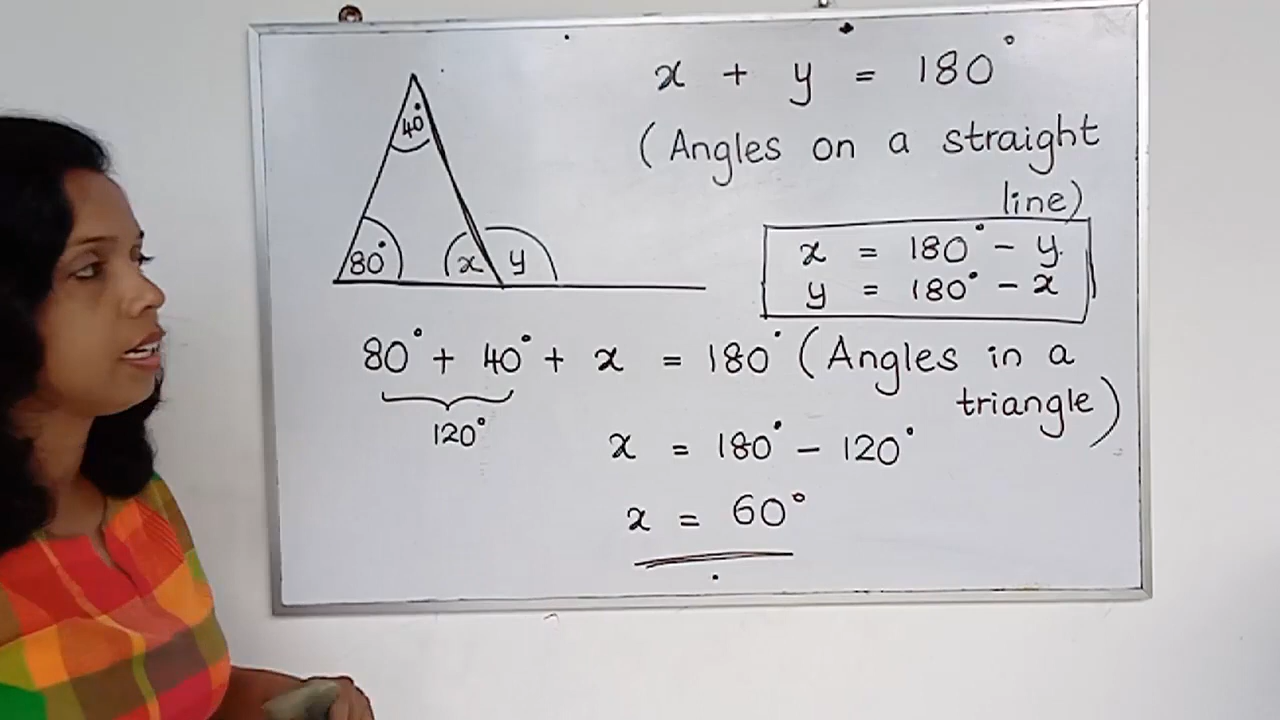 40°
80° x y
x + y = 180°
(Angles on a straight
line)
x = 180° - y.
y = 180° - x
80° + 40° + x = 180° (Angles in a
triangle)
120°
x = 180° - 120°
x = 60°